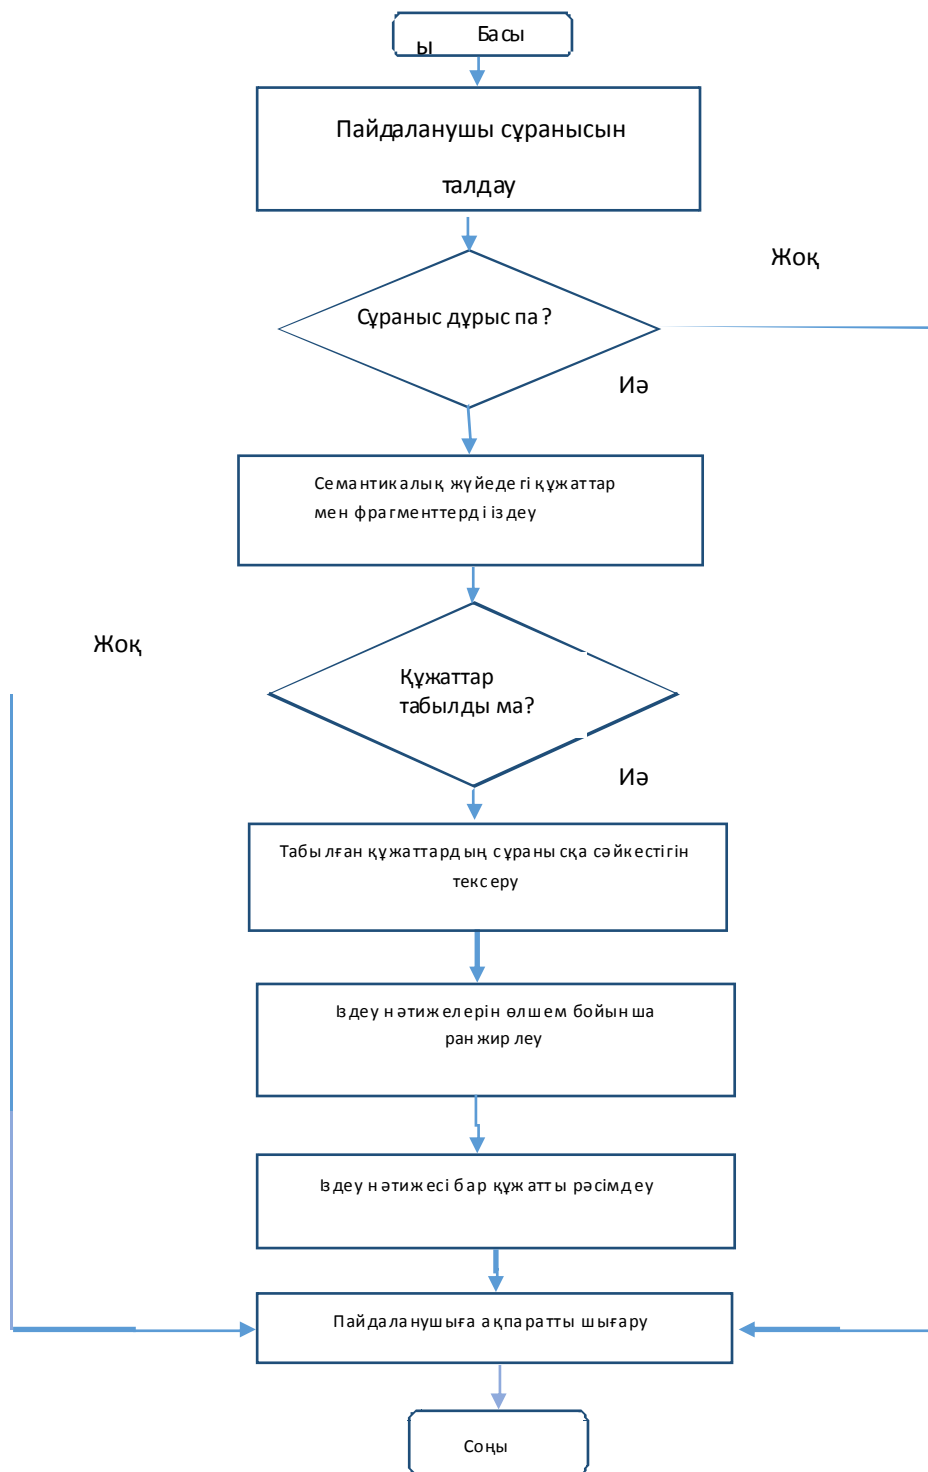 Басы
ы
Пайдаланушы сұранысын
талдау
Жоқ
Сұраныс дұрыс па?
Иә
Семантикалық жүйедегі құжаттар
мен фрагменттерді іздеу
Жоқ
Құжаттар
табылды ма?
Иә
Табылған құжаттардың сұранысқа сәйкестігін
тексеру
Іздеу нәтижелерін өлшем бойынша
ранжирлеу
Іздеу нәтижесі бар құжатты рәсімдеу
Пайдаланушыға ақпаратты шығару
Соңы